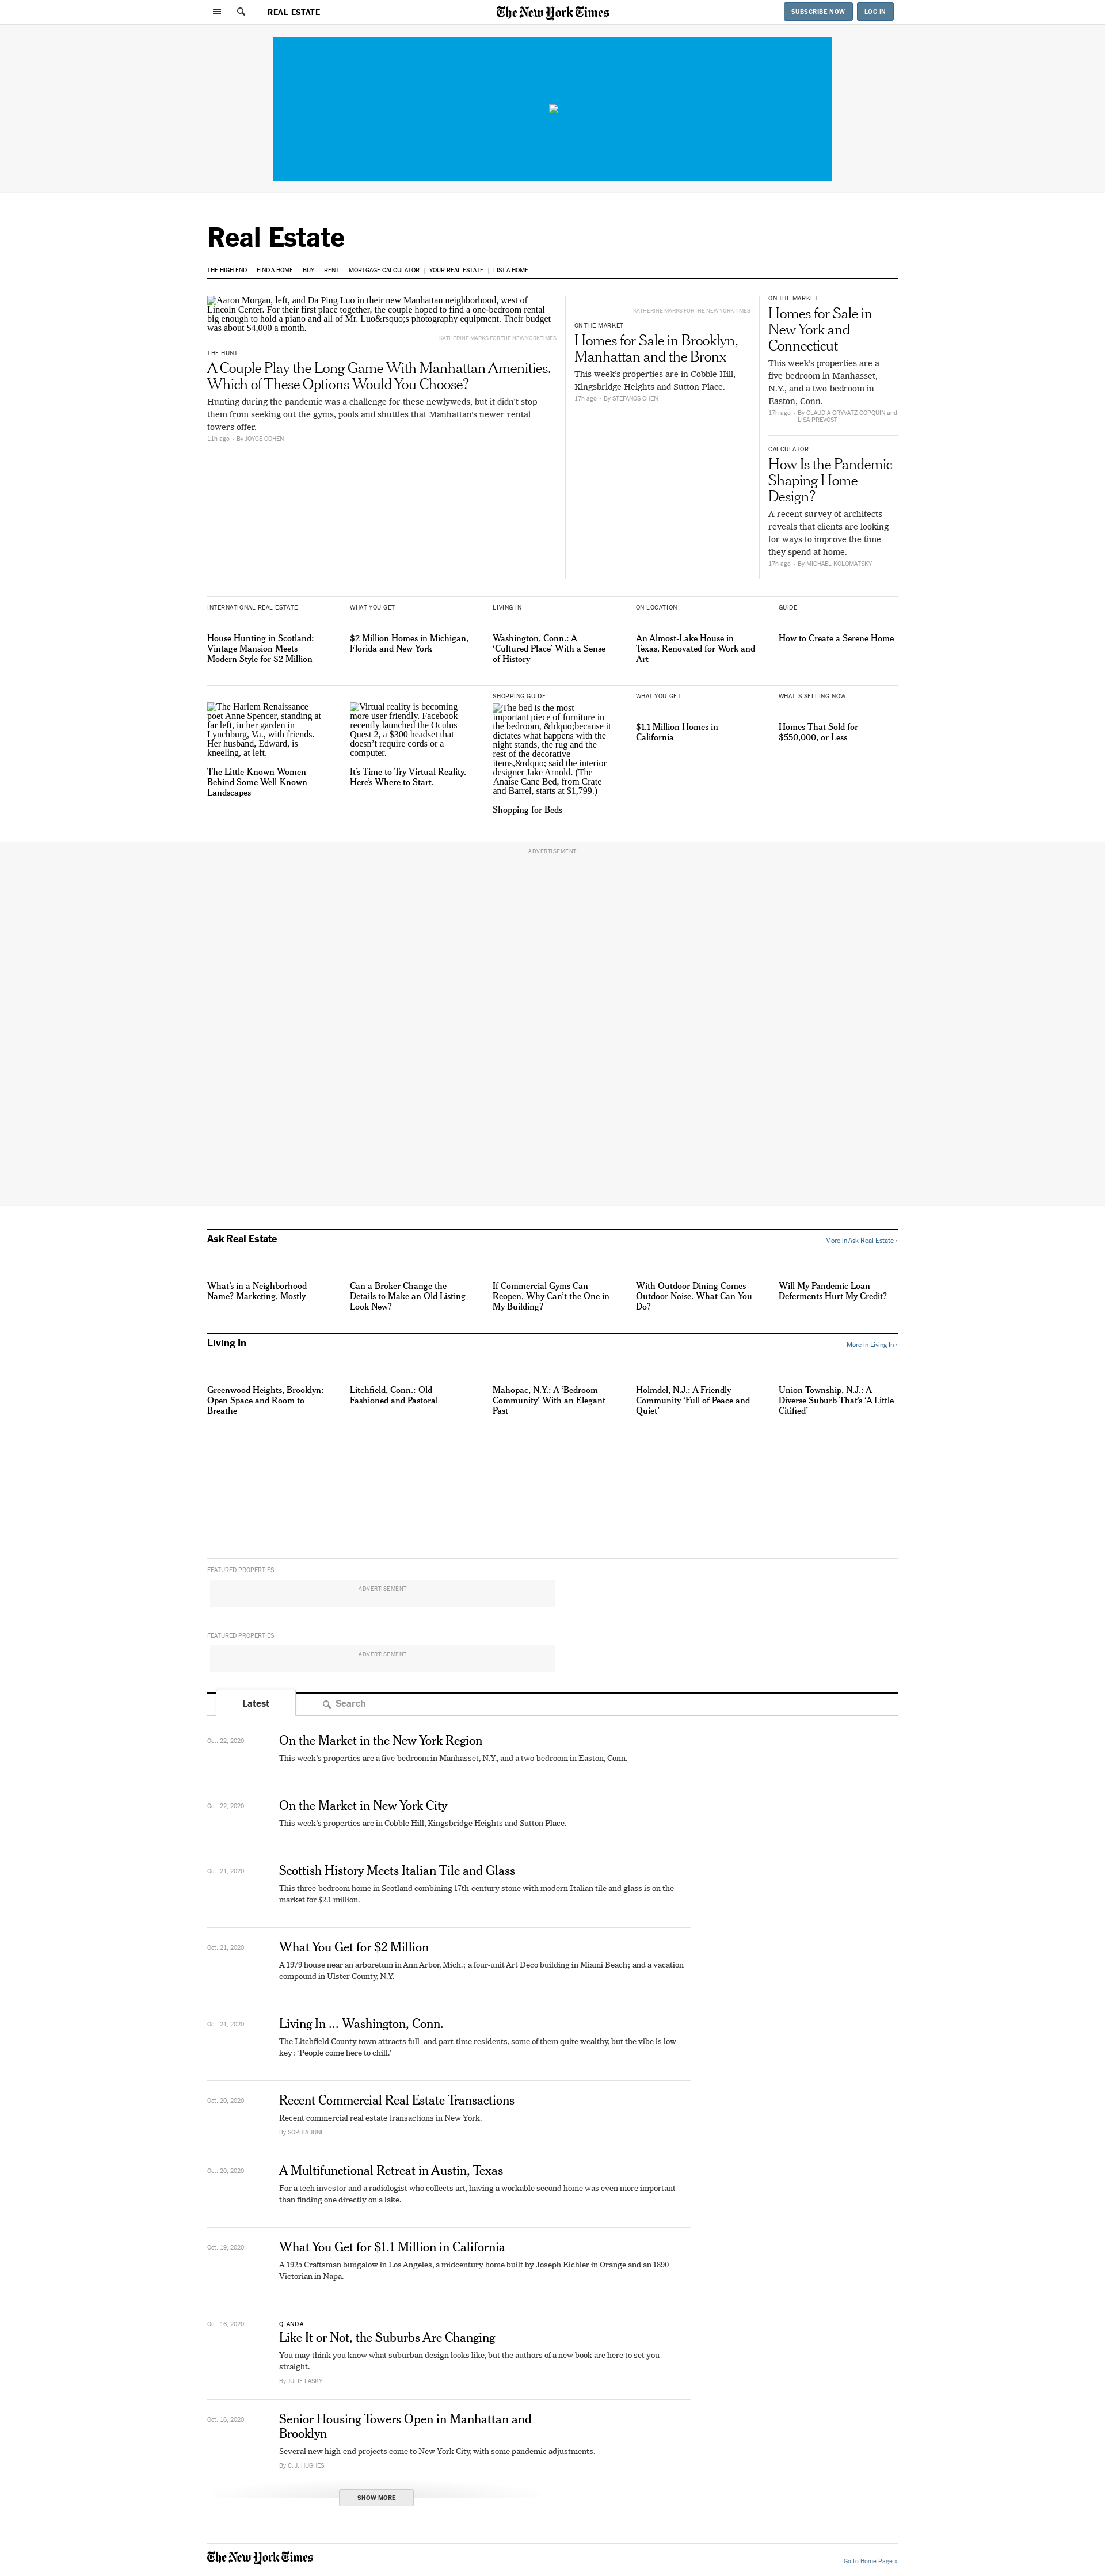 REAL ESTATE
The New York Times
SUBSCRIBE NOW
LOG IN
Real Estate
THE HIGH END
FIND A HOME
BUY
RENT
MORTGAGE CALCULATOR
YOUR REAL ESTATE
LIST A HOME
Aaron Morgan, left, and Da Ping Luo in their new Manhattan neighborhood, west of
Lincoln Center. For their first place together, the couple hoped to find a one-bedroom rental
big enough to hold a piano and all of Mr. Luo&rsquo;s photography equipment. Their budget
was about $4,000 a month.
KATHERINE MARKS FOR THE NEW YORK TIMES
THE HUNT
A Couple Play the Long Game With Manhattan Amenities.
Which of These Options Would You Choose?
Hunting during the pandemic was a challenge for these newlyweds, but it didn't stop
them from seeking out the gyms, pools and shuttles that Manhattan's newer rental
towers offer.
11h ago • By JOYCE COHEN
KATHERINE MARKS FOR THE NEW YORK TIMES
ON THE MARKET
Homes for Sale in Brooklyn,
Manhattan and the Bronx
This week's properties are in Cobble Hill,
Kingsbridge Heights and Sutton Place.
17h ago • By STEFANOS CHEN
ON THE MARKET
Homes for Sale in
New York and
Connecticut
This week's properties are a
five-bedroom in Manhasset,
N.Y., and a two-bedroom in
Easton, Conn.
17h ago • By CLAUDIA GRYVATZ COPQUIN and
LISA PREVOST
CALCULATOR
How Is the Pandemic
Shaping Home
Design?
A recent survey of architects
reveals that clients are looking
for ways to improve the time
they spend at home.
17h ago • By MICHAEL KOLOMATSKY
INTERNATIONAL REAL ESTATE
House Hunting in Scotland:
Vintage Mansion Meets
Modern Style for $2 Million
WHAT YOU GET
$2 Million Homes in Michigan,
Florida and New York
LIVING IN
Washington, Conn.: A
‘Cultured Place’ With a Sense
of History
ON LOCATION
An Almost-Lake House in
Texas, Renovated for Work and
Art
GUIDE
How to Create a Serene Home
The Harlem Renaissance
poet Anne Spencer, standing at
far left, in her garden in
Lynchburg, Va., with friends.
Her husband, Edward, is
kneeling, at left.
The Little-Known Women
Behind Some Well-Known
Landscapes
Virtual reality is becoming
more user friendly. Facebook
recently launched the Oculus
Quest 2, a $300 headset that
doesn’t require cords or a
computer.
It’s Time to Try Virtual Reality.
Here’s Where to Start.
SHOPPING GUIDE
The bed is the most
important piece of furniture in
the bedroom, &ldquo;because it
dictates what happens with the
night stands, the rug and the
rest of the decorative
items,&rdquo; said the interior
designer Jake Arnold. (The
Anaise Cane Bed, from Crate
and Barrel, starts at $1,799.)
Shopping for Beds
WHAT YOU GET
$1.1 Million Homes in
California
WHAT'S SELLING NOW
Homes That Sold for
$550,000, or Less
ADVERTISEMENT
Ask Real Estate
More in Ask Real Estate ›
What’s in a Neighborhood
Name? Marketing, Mostly
Can a Broker Change the
Details to Make an Old Listing
Look New?
If Commercial Gyms Can
Reopen, Why Can’t the One in
My Building?
With Outdoor Dining Comes
Outdoor Noise. What Can You
Do?
Will My Pandemic Loan
Deferments Hurt My Credit?
Living In
More in Living In ›
Greenwood Heights, Brooklyn:
Open Space and Room to
Breathe
Litchfield, Conn.: Old-
Fashioned and Pastoral
Mahopac, N.Y.: A ‘Bedroom
Community’ With an Elegant
Past
Holmdel, N.J.: A Friendly
Community ‘Full of Peace and
Quiet’
Union Township, N.J.: A
Diverse Suburb That’s ‘A Little
Citified’
FEATURED PROPERTIES
ADVERTISEMENT
FEATURED PROPERTIES
ADVERTISEMENT
Latest
Search
Oct. 22, 2020
On the Market in the New York Region
This week’s properties are a five-bedroom in Manhasset, N.Y., and a two-bedroom in Easton, Conn.
Oct. 22, 2020
On the Market in New York City
This week’s properties are in Cobble Hill, Kingsbridge Heights and Sutton Place.
Oct. 21, 2020
Scottish History Meets Italian Tile and Glass
This three-bedroom home in Scotland combining 17th-century stone with modern Italian tile and glass is on the
market for $2.1 million.
Oct. 21, 2020
What You Get for $2 Million
A 1979 house near an arboretum in Ann Arbor, Mich.; a four-unit Art Deco building in Miami Beach; and a vacation
compound in Ulster County, N.Y.
Oct. 21, 2020
Living In ... Washington, Conn.
The Litchfield County town attracts full- and part-time residents, some of them quite wealthy, but the vibe is low-
key: ‘People come here to chill.’
Oct. 20, 2020
Recent Commercial Real Estate Transactions
Recent commercial real estate transactions in New York.
By SOPHIA JUNE
Oct. 20, 2020
A Multifunctional Retreat in Austin, Texas
For a tech investor and a radiologist who collects art, having a workable second home was even more important
than finding one directly on a lake.
Oct. 19, 2020
What You Get for $1.1 Million in California
A 1925 Craftsman bungalow in Los Angeles, a midcentury home built by Joseph Eichler in Orange and an 1890
Victorian in Napa.
Oct. 16, 2020
Q. AND A.
Like It or Not, the Suburbs Are Changing
You may think you know what suburban design looks like, but the authors of a new book are here to set you
straight.
By JULIE LASKY
Oct. 16, 2020
Senior Housing Towers Open in Manhattan and
Brooklyn
Several new high-end projects come to New York City, with some pandemic adjustments.
By C. J. HUGHES
SHOW MORE
The New York Times
Go to Home Page »